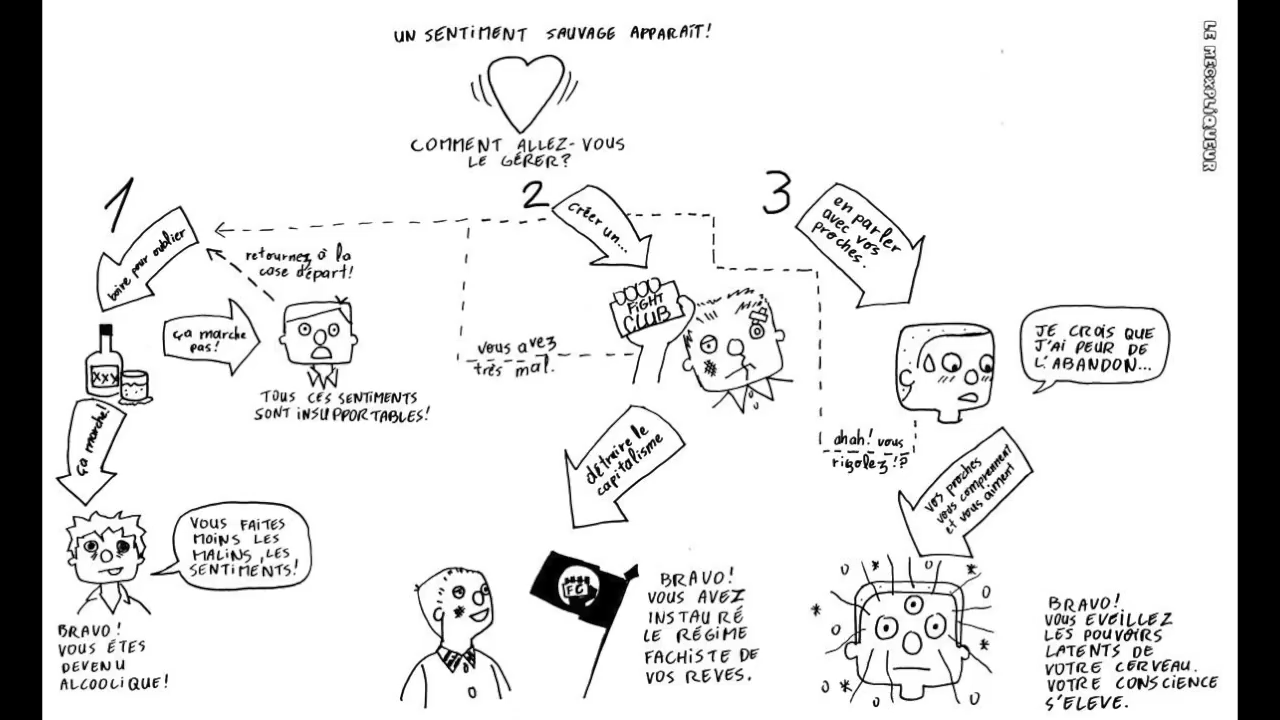 UN SENTIMENT SAUVAGE APPARAÎT!
COMMENT ALLEZ-VOUS
LE GÉRER?
LE MEOXPLIQUEUR
1
boire pour oublier
retournez à la
case départ!
ça marche
pas!
XXX
TOUS CES SENTIMENTS
SONT INSUPPORTABLES!
ça marche!
VOUS FAITES
MOINS LES
MALINS, LES
SENTIMENTS!
BRAVO!
VOUS ÉTES
DEVENU
ALCOOLIQUE!
2
créer un...
FIGHT
CLUB
vous avez
très mal.
détruire le
capitalisme
FC
BRAVO!
VOUS AVEZ
INSTAURÉ
LE RÉGIME
FACHISTE DE
VOS REVES.
3
en parler
avec vos
proches.
JE CROIS QUE
J'AI PEUR DE
L'ABANDON...
ahah! vous
rigolez!?
vos proches
vous comprennent
et vous aiment
BRAVO!
VOUS EVEILLEZ
LES POUVOIRS
LATENTS DE
VOTRE CERVEAU.
VOTRE CONSCIENCE
S'ELEVE.